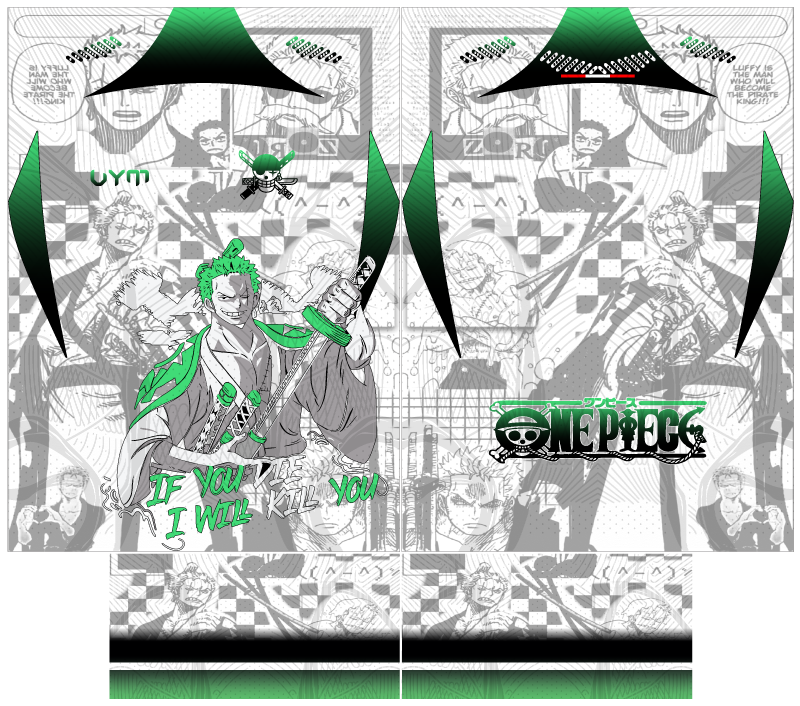 LUFFY IS
THE MAN
WHO WILL
BECOME
THE PIRATE
KING!!!
LUFFY IS
THE MAN
WHO WILL
BECOME
THE PIRATE
KING!!!
ZORO
ZORO
UYM
(^-^)
(^-^)
IF YOU DIE
I WILL KILL YOU
ワンピース
ONE PIECE
(^-^)
(^-^)